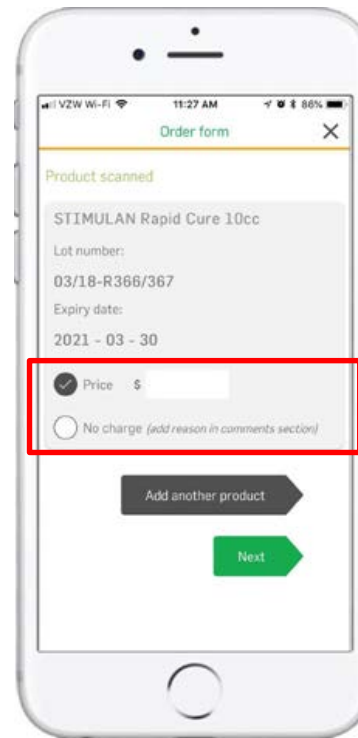 VZW Wi-Fi 11:27 AM 86%
Order form
Product scanned
STIMULAN Rapid Cure 10cc
Lot number:
03/18-R366/367
Expiry date:
2021 - 03 - 30
Price $
No charge (add reason in comments section)
Add another product
Next